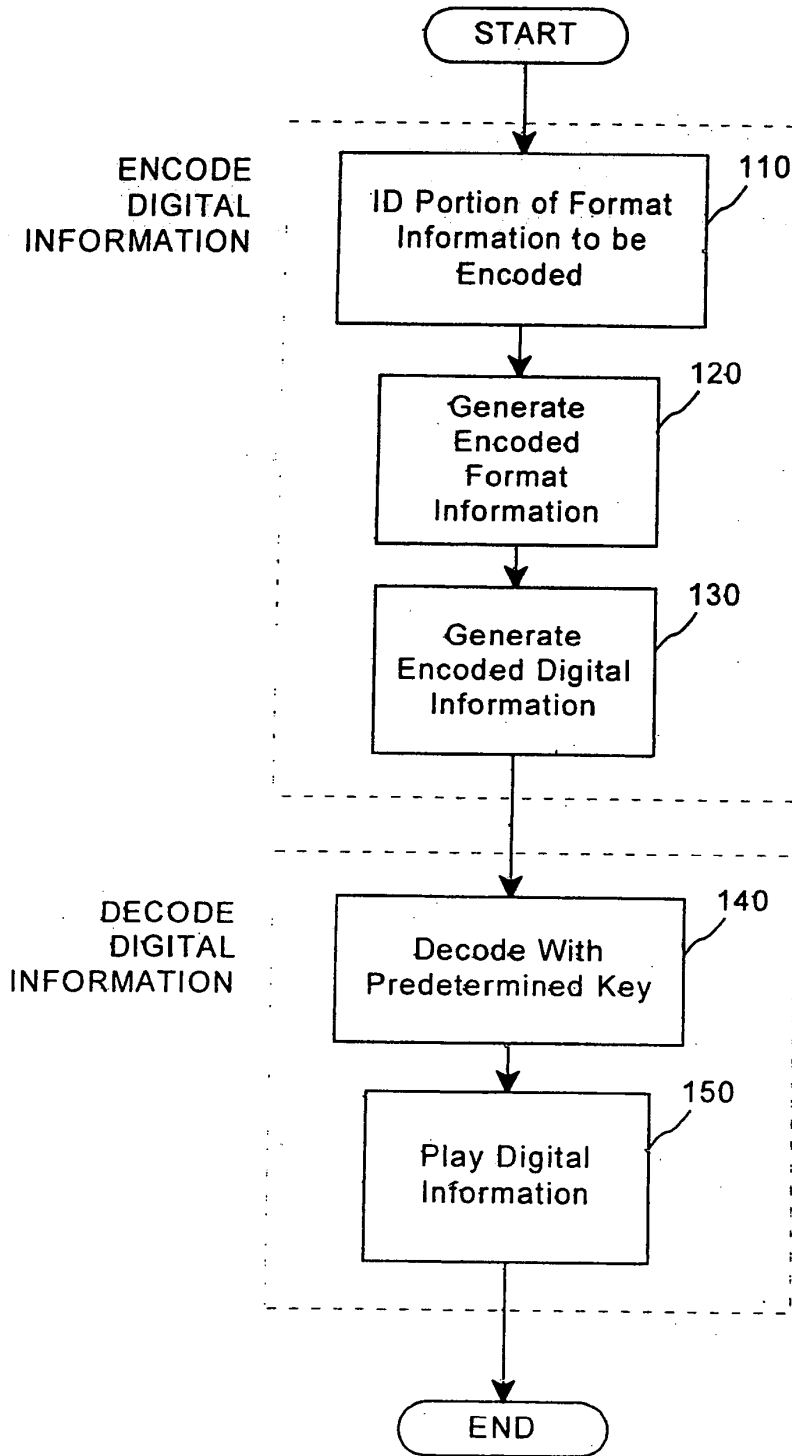 START
ENCODE
DIGITAL
INFORMATION
110
ID Portion of Format
Information to be
Encoded
120
Generate
Encoded
Format
Information
130
Generate
Encoded Digital
Information
DECODE
DIGITAL
INFORMATION
140
Decode With
Predetermined Key
150
Play Digital
Information
END